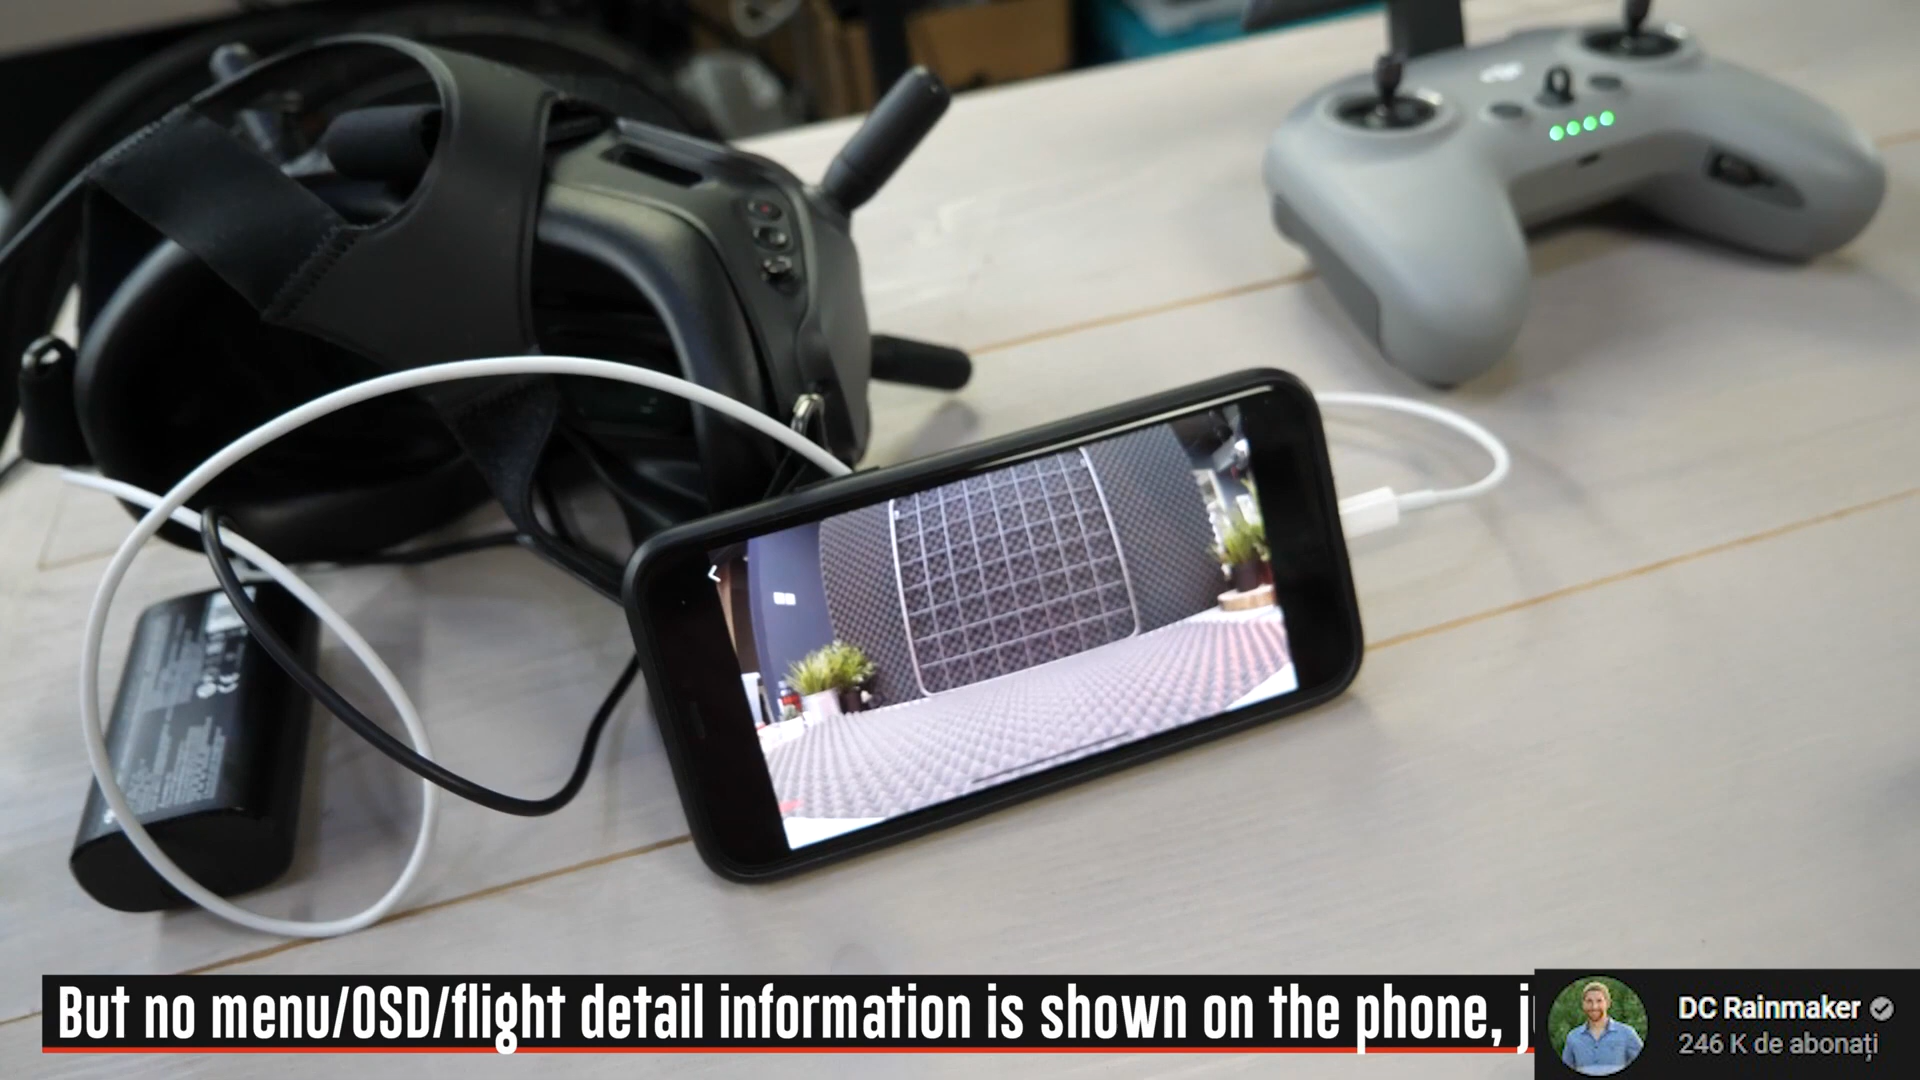 But no menu/OSD/flight detail information is shown on the phone, j
DC Rainmaker
246 K de abonați